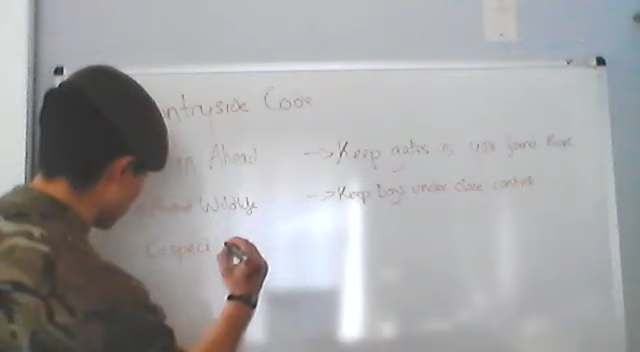 ntryside Code
n Ahead → Keep gates as you found them
Wildlife → Keep Dogs under close control
Respect